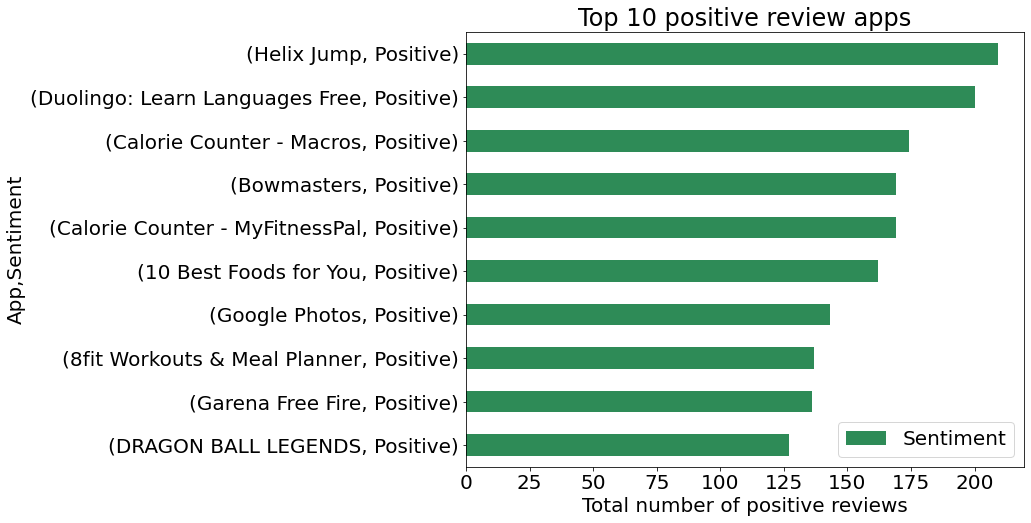 Top 10 positive review apps
(Helix Jump, Positive)
(Duolingo: Learn Languages Free, Positive)
(Calorie Counter - Macros, Positive)
(Bowmasters, Positive)
(Calorie Counter - MyFitnessPal, Positive)
(10 Best Foods for You, Positive)
(Google Photos, Positive)
(8fit Workouts & Meal Planner, Positive)
(Garena Free Fire, Positive)
(DRAGON BALL LEGENDS, Positive)
App,Sentiment
Sentiment
0 25 50 75 100 125 150 175 200
Total number of positive reviews